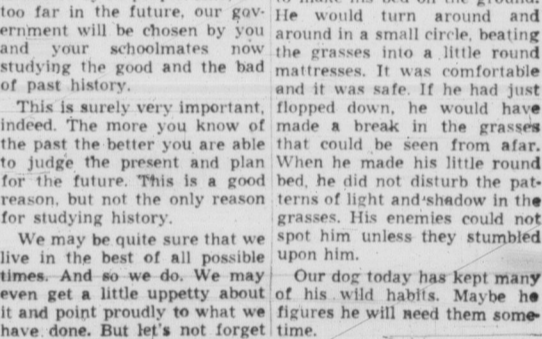 too far in the future, our gov-
ernment will be chosen by you
and your schoolmates now
studying the good and the bad
of past history.
This is surely very important,
indeed. The more you know of
the past the better you are able
to judge the present and plan
for the future. This is a good
reason, but not the only reason
for studying history.
We may be quite sure that we
live in the best of all possible
times. And so we do. We may
even get a little uppetty about
it and point proudly to what we
have done. But let's not forget
to make his bed on the ground.
He would turn around and
around in a small circle, beating
the grasses into a little round
mattresses. It was comfortable
and it was safe. If he had just
flopped down, he would have
made a break in the grasses
that could be seen from afar.
When he made his little round
bed, he did not disturb the pat-
terns of light and shadow in the
grasses. His enemies could not
spot him unless they stumbled
upon him.
Our dog today has kept many
of his wild habits. Maybe he
figures he will need them some-
time.